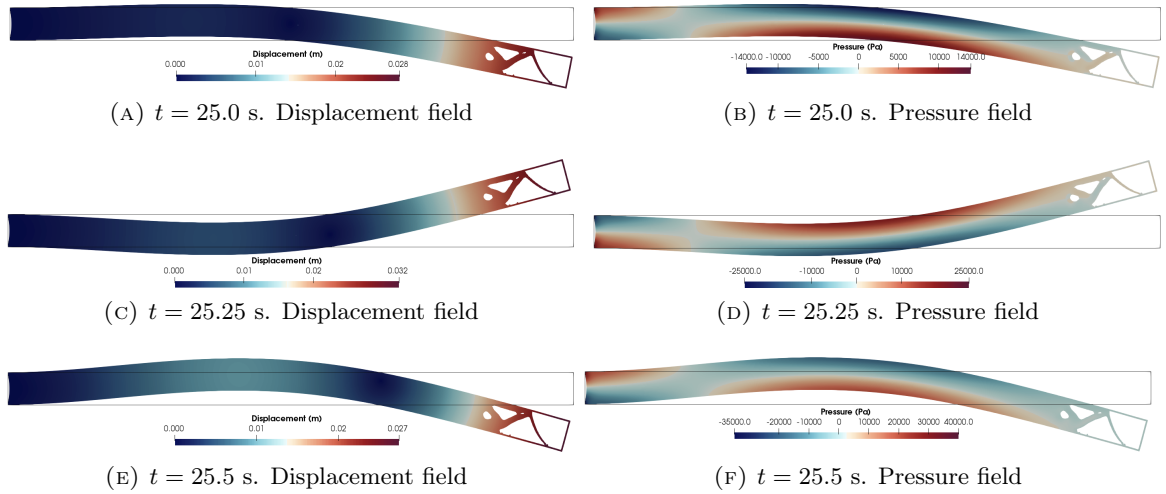 Displacement (m)
0.000 0.01 0.02 0.028
Pressure (Pa)
-14000.0 -10000 -5000 0 5000 10000 14000.0
(A) t = 25.0 s. Displacement field
(B) t = 25.0 s. Pressure field
Displacement (m)
0.000 0.01 0.02 0.032
Pressure (Pa)
-25000.0 -10000 0 10000 25000.0
(C) t = 25.25 s. Displacement field
(D) t = 25.25 s. Pressure field
Displacement (m)
0.000 0.01 0.02 0.027
Pressure (Pa)
-35000.0 -20000 -10000 0 10000 20000 30000 40000.0
(E) t = 25.5 s. Displacement field
(F) t = 25.5 s. Pressure field